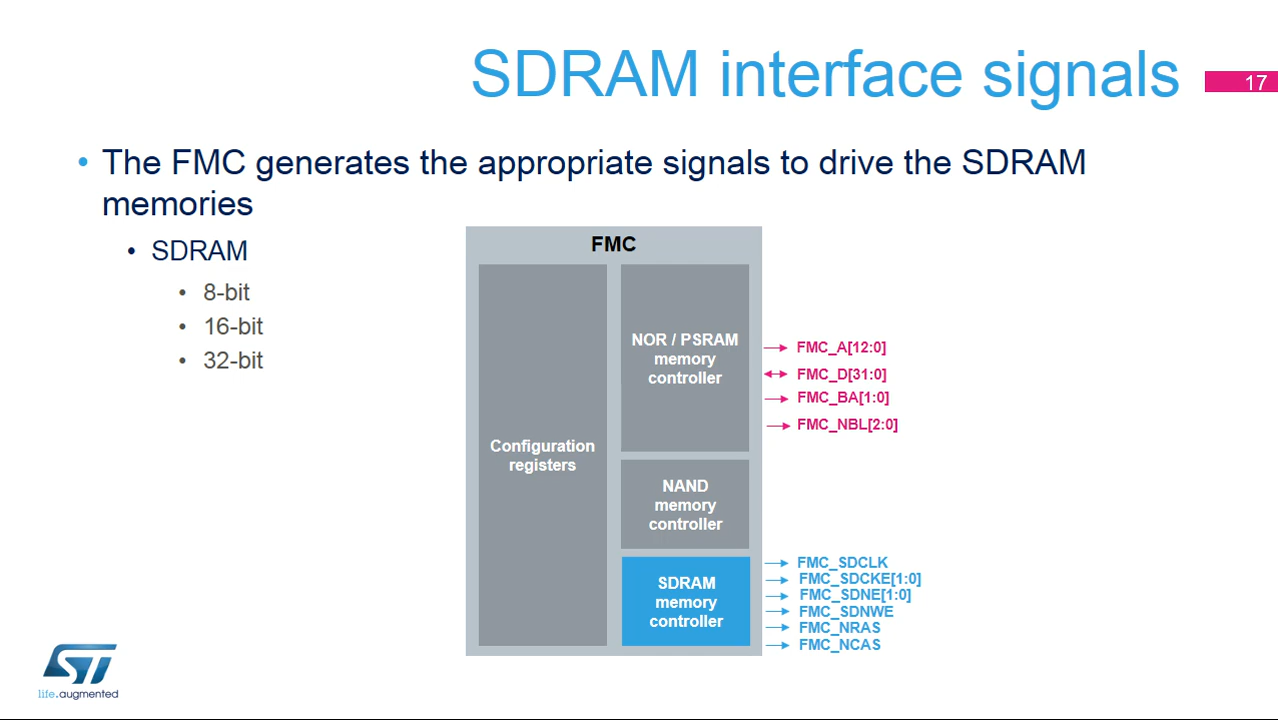 SDRAM interface signals
17
• The FMC generates the appropriate signals to drive the SDRAM
memories
• SDRAM
• 8-bit
• 16-bit
• 32-bit
FMC
Configuration
registers
NOR / PSRAM
memory
controller
NAND
memory
controller
SDRAM
memory
controller
FMC_A[12:0]
FMC_D[31:0]
FMC_BA[1:0]
FMC_NBL[2:0]
FMC_SDCLK
FMC_SDCKE[1:0]
FMC_SDNE[1:0]
FMC_SDNWE
FMC_NRAS
FMC_NCAS
ST
life.augmented